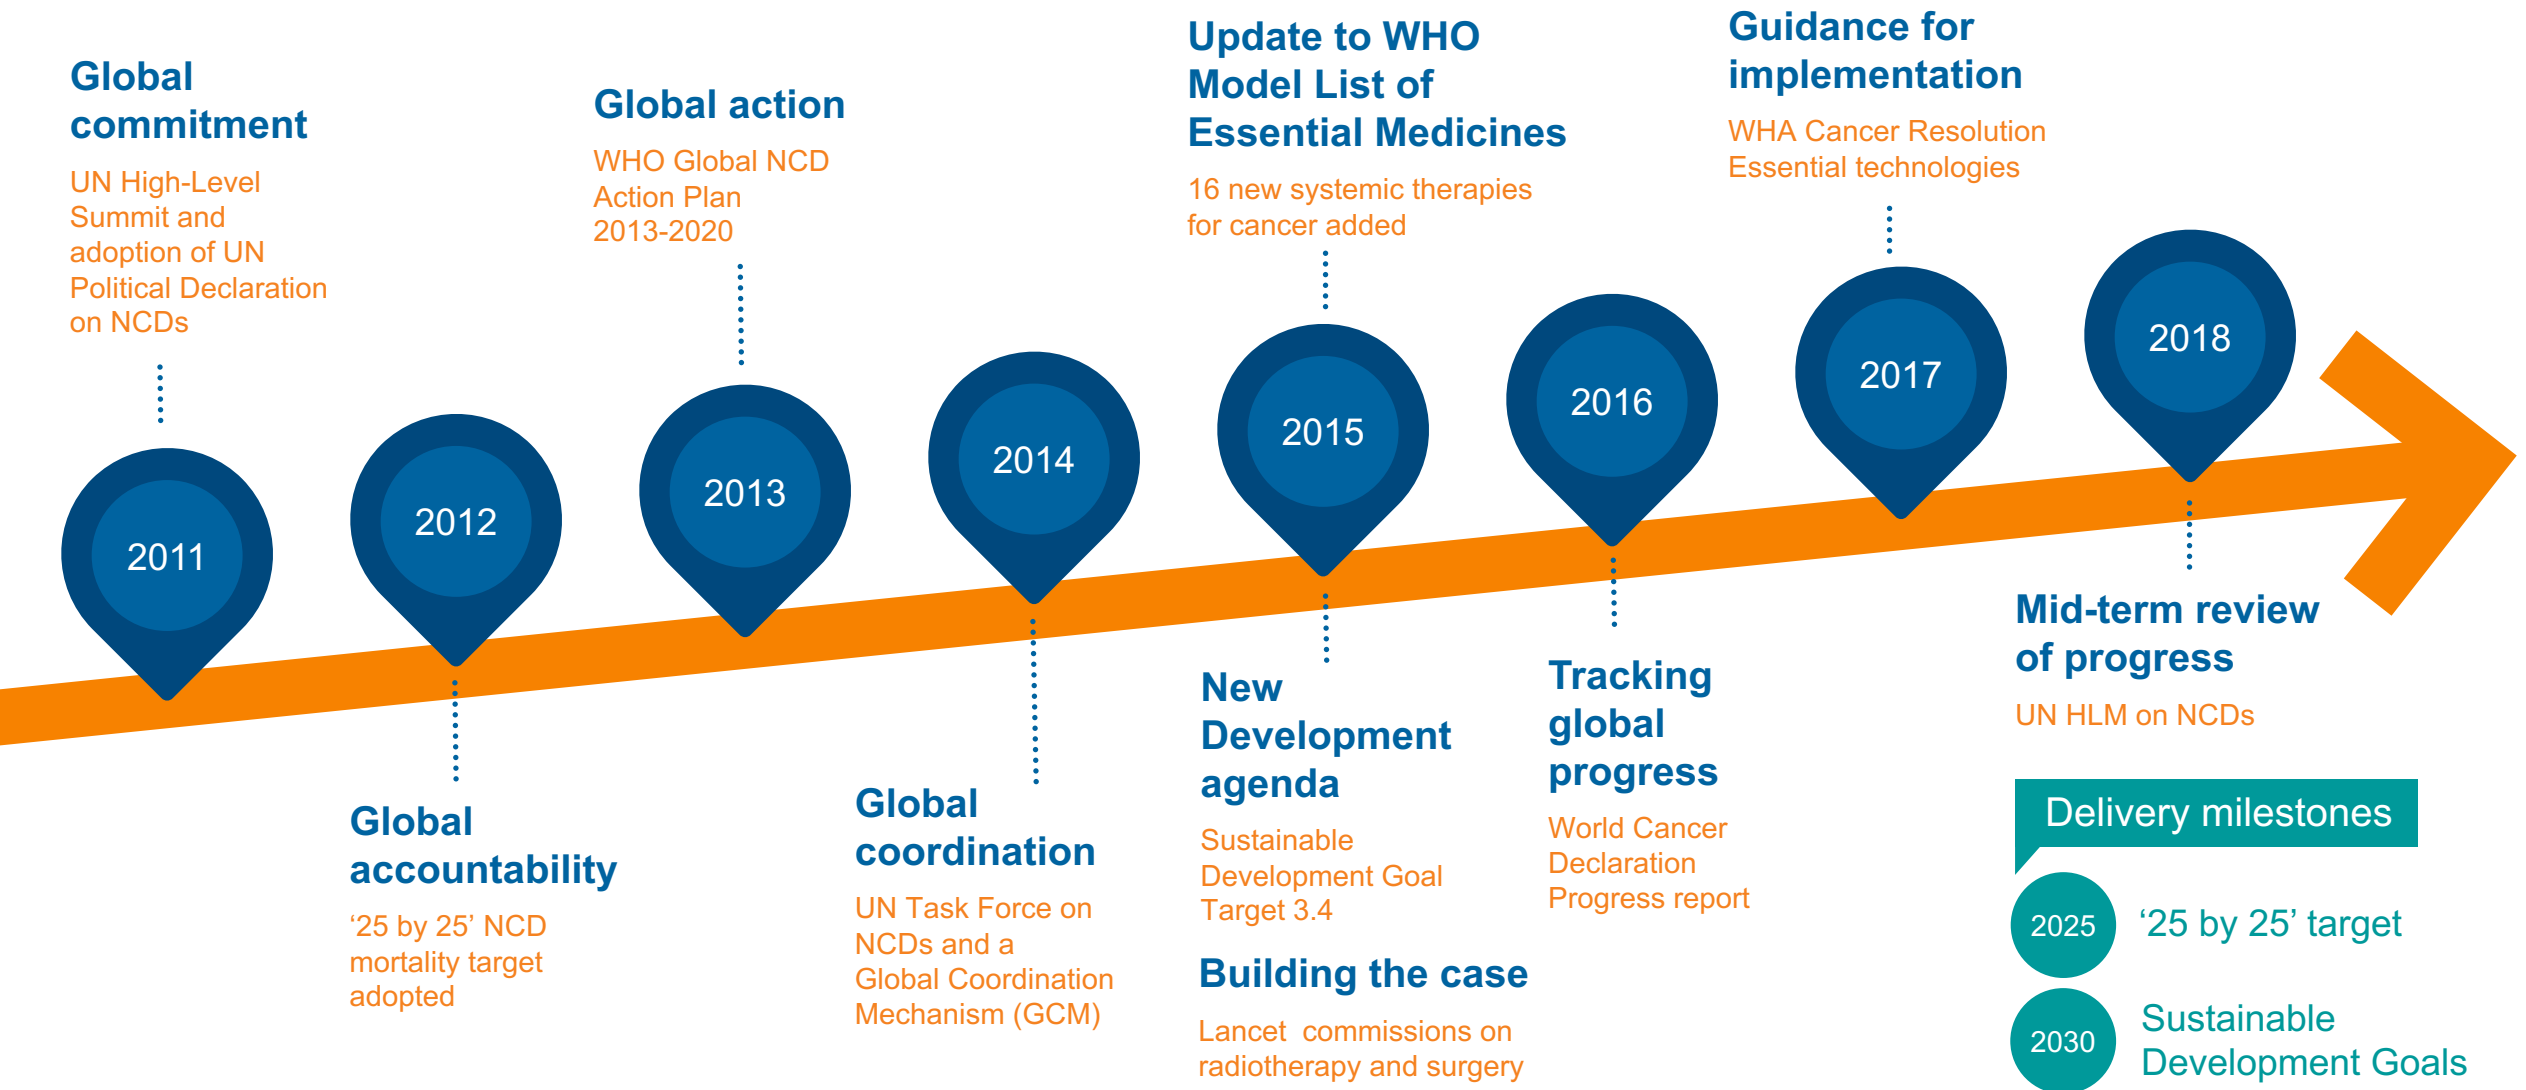 Global
commitment
UN High-Level
Summit and
adoption of UN
Political Declaration
on NCDs
2011
2012
Global
accountability
‘25 by 25’ NCD
mortality target
adopted
Global action
WHO Global NCD
Action Plan
2013-2020
2013
2014
Global
coordination
UN Task Force on
NCDs and a
Global Coordination
Mechanism (GCM)
Update to WHO
Model List of
Essential Medicines
16 new systemic therapies
for cancer added
2015
New
Development
agenda
Sustainable
Development Goal
Target 3.4
Building the case
Lancet  commissions on
radiotherapy and surgery
2016
Tracking
global
progress
World Cancer
Declaration
Progress report
Guidance for
implementation
WHA Cancer Resolution
Essential technologies
2017
2018
Mid-term review
of progress
UN HLM on NCDs
Delivery milestones
2025 ‘25 by 25’ target
2030 Sustainable
Development Goals